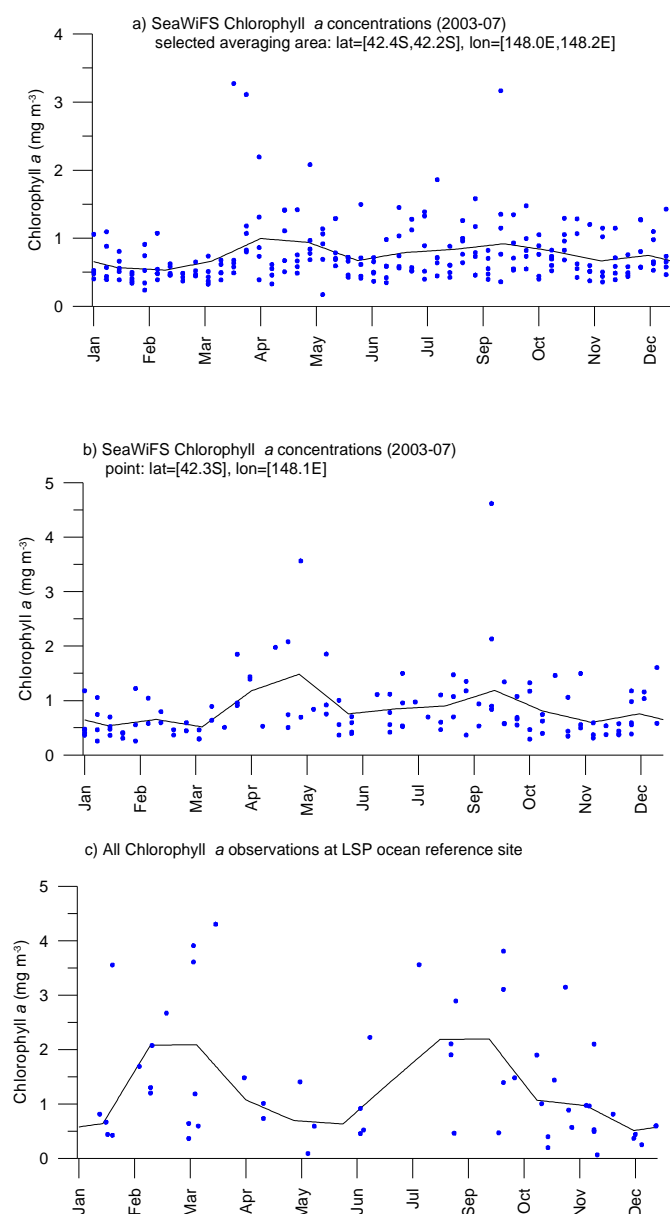 a) SeaWiFS Chlorophyll a concentrations (2003-07)
selected averaging area: lat=[42.4S,42.2S], lon=[148.0E,148.2E]
4
3
2
1
0
Chlorophyll a (mg m-3)
Jan
Feb
Mar
Apr
May
Jun
Jul
Aug
Sep
Oct
Nov
Dec
b) SeaWiFS Chlorophyll a concentrations (2003-07)
point: lat=[42.3S], lon=[148.1E]
5
4
3
2
1
0
Chlorophyll a (mg m-3)
Jan
Feb
Mar
Apr
May
Jun
Jul
Aug
Sep
Oct
Nov
Dec
c) All Chlorophyll a observations at LSP ocean reference site
5
4
3
2
1
0
Chlorophyll a (mg m-3)
Jan
Feb
Mar
Apr
May
Jun
Jul
Aug
Sep
Oct
Nov
Dec